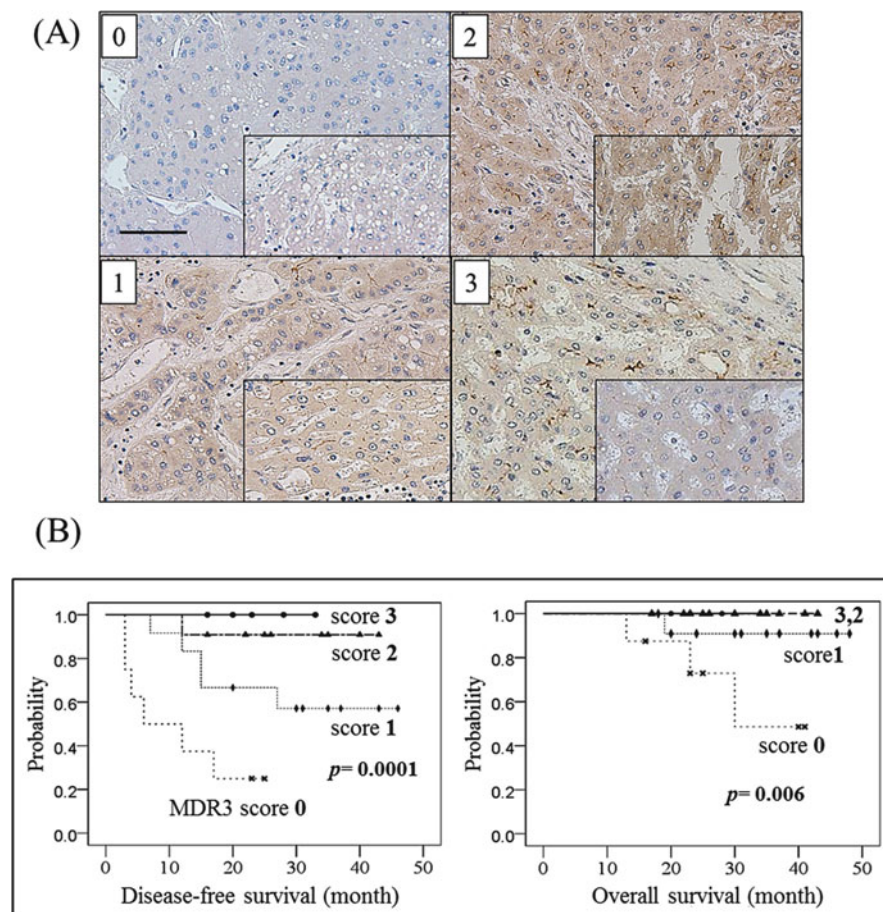 (A)
0
2
1
3
(B)
1.0
0.8
0.6
0.4
0.2
0.0
Probability
score 3
score 2
score 1
p= 0.0001
MDR3 score 0
0 10 20 30 40 50
Disease-free survival (month)
1.0
0.8
0.6
0.4
0.2
0.0
Probability
3,2
score1
score 0
p= 0.006
0 10 20 30 40 50
Overall survival (month)